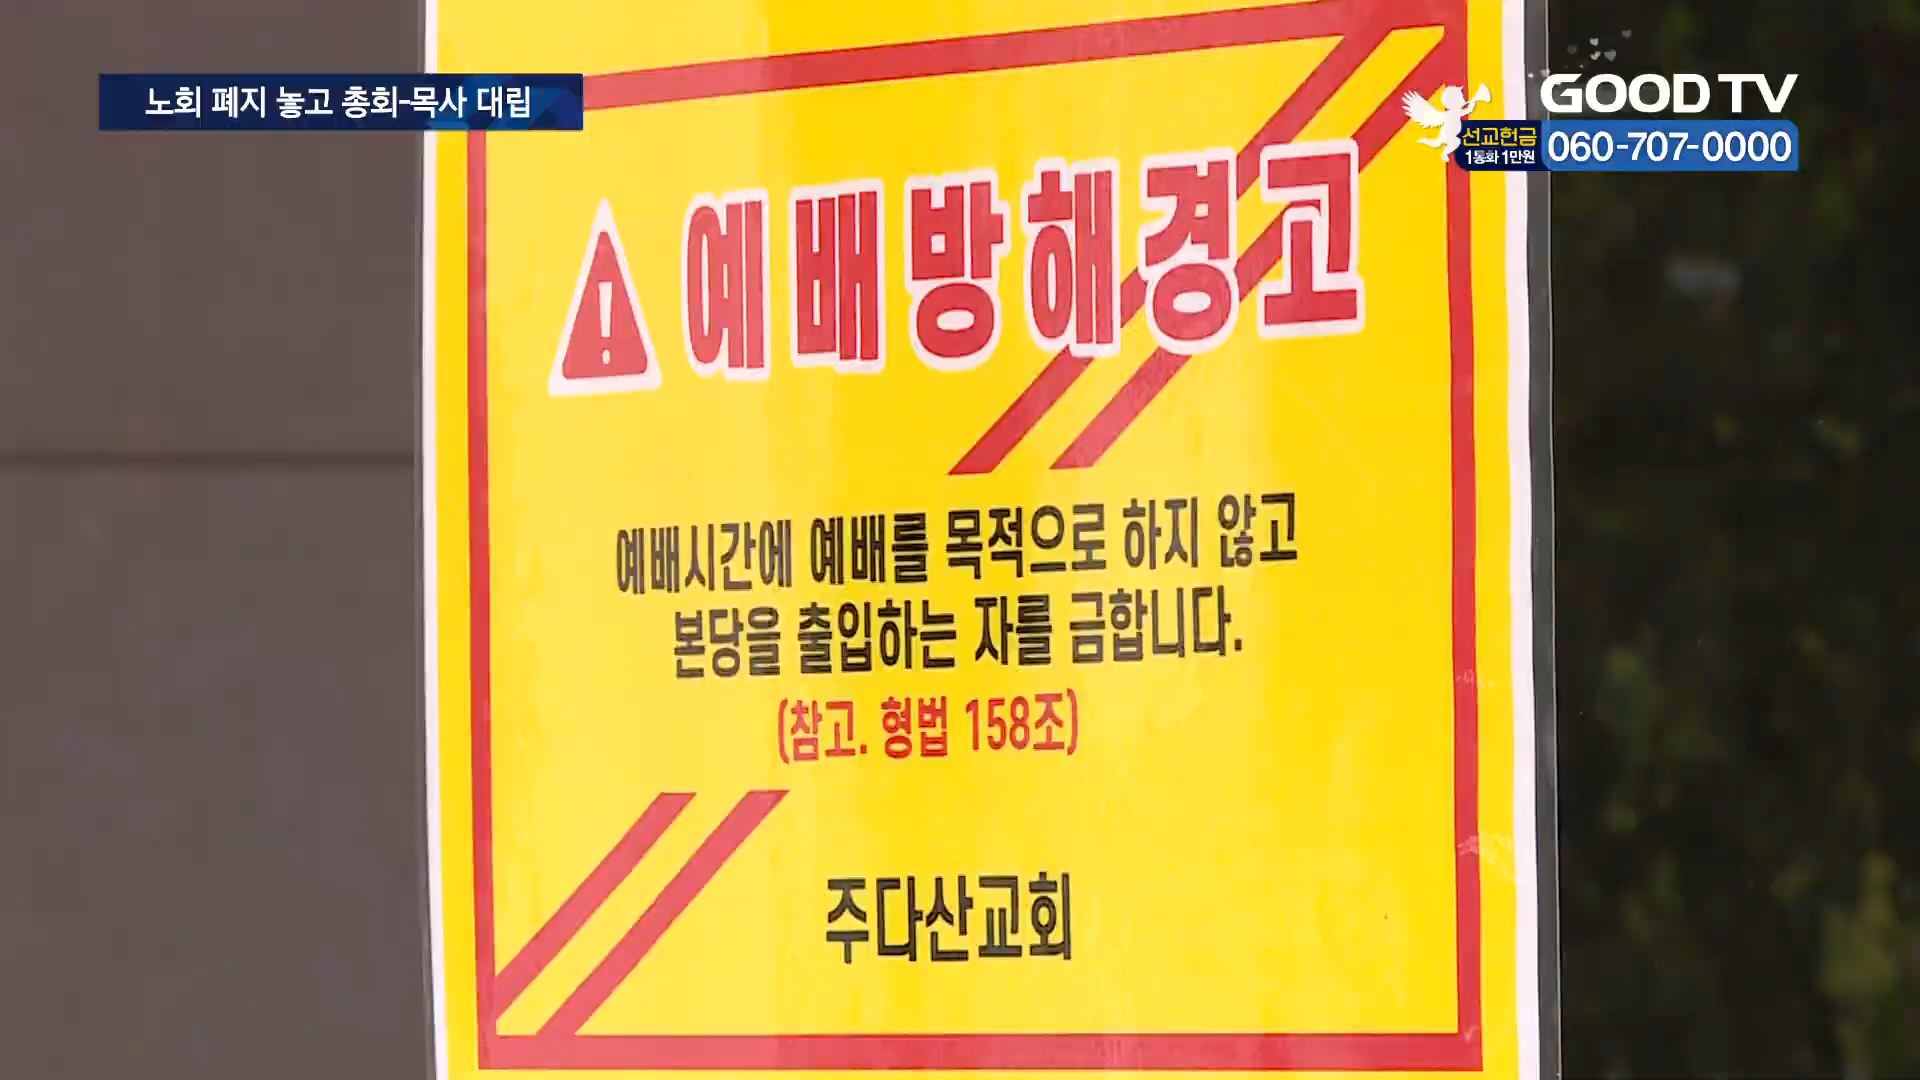 노회 폐지 놓고 총회-목사 대립
GOODTV
선교헌금
1통화 1만원
060-707-0000
예배방해경고
예배시간에 예배를 목적으로 하지 않고
본당을 출입하는 자를 금합니다.
(참고. 형법 158조)
주다산교회